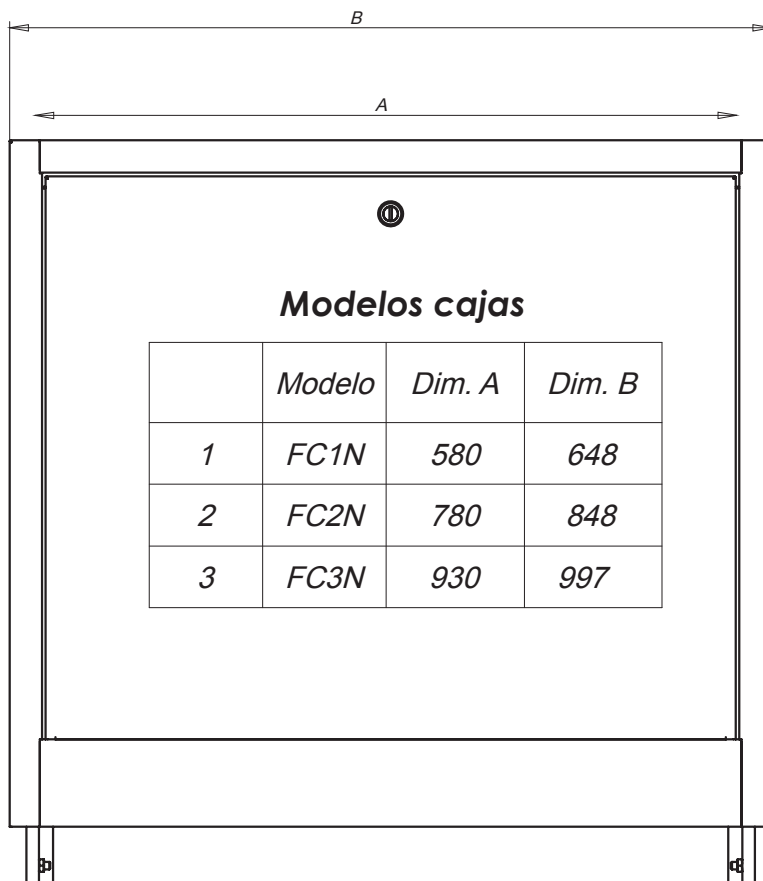 B
A
Modelos cajas
Modelo Dim. A Dim. B
1 FC1N 580 648
2 FC2N 780 848
3 FC3N 930 997